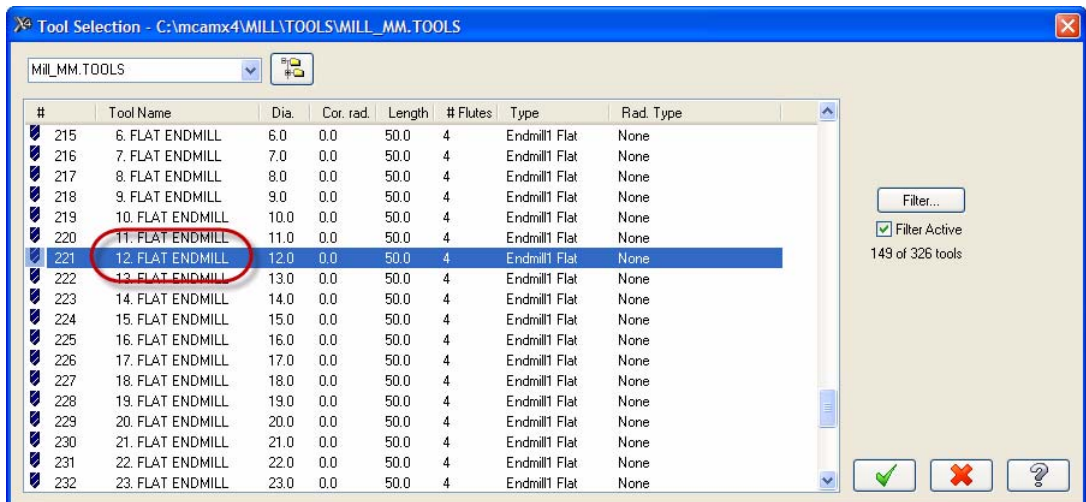 Tool Selection - C:\mcamx4\MILL\TOOLS\MILL_MM.TOOLS
Mill_MM.TOOLS
# Tool Name Dia. Cor. rad. Length # Flutes Type Rad. Type
215 6. FLAT ENDMILL 6.0 0.0 50.0 4 Endmill1 Flat None
216 7. FLAT ENDMILL 7.0 0.0 50.0 4 Endmill1 Flat None
217 8. FLAT ENDMILL 8.0 0.0 50.0 4 Endmill1 Flat None
218 9. FLAT ENDMILL 9.0 0.0 50.0 4 Endmill1 Flat None
219 10. FLAT ENDMILL 10.0 0.0 50.0 4 Endmill1 Flat None
220 11. FLAT ENDMILL 11.0 0.0 50.0 4 Endmill1 Flat None
221 12. FLAT ENDMILL 12.0 0.0 50.0 4 Endmill1 Flat None
222 13. FLAT ENDMILL 13.0 0.0 50.0 4 Endmill1 Flat None
223 14. FLAT ENDMILL 14.0 0.0 50.0 4 Endmill1 Flat None
224 15. FLAT ENDMILL 15.0 0.0 50.0 4 Endmill1 Flat None
225 16. FLAT ENDMILL 16.0 0.0 50.0 4 Endmill1 Flat None
226 17. FLAT ENDMILL 17.0 0.0 50.0 4 Endmill1 Flat None
227 18. FLAT ENDMILL 18.0 0.0 50.0 4 Endmill1 Flat None
228 19. FLAT ENDMILL 19.0 0.0 50.0 4 Endmill1 Flat None
229 20. FLAT ENDMILL 20.0 0.0 50.0 4 Endmill1 Flat None
230 21. FLAT ENDMILL 21.0 0.0 50.0 4 Endmill1 Flat None
231 22. FLAT ENDMILL 22.0 0.0 50.0 4 Endmill1 Flat None
232 23. FLAT ENDMILL 23.0 0.0 50.0 4 Endmill1 Flat None
Filter...
Filter Active
149 of 326 tools